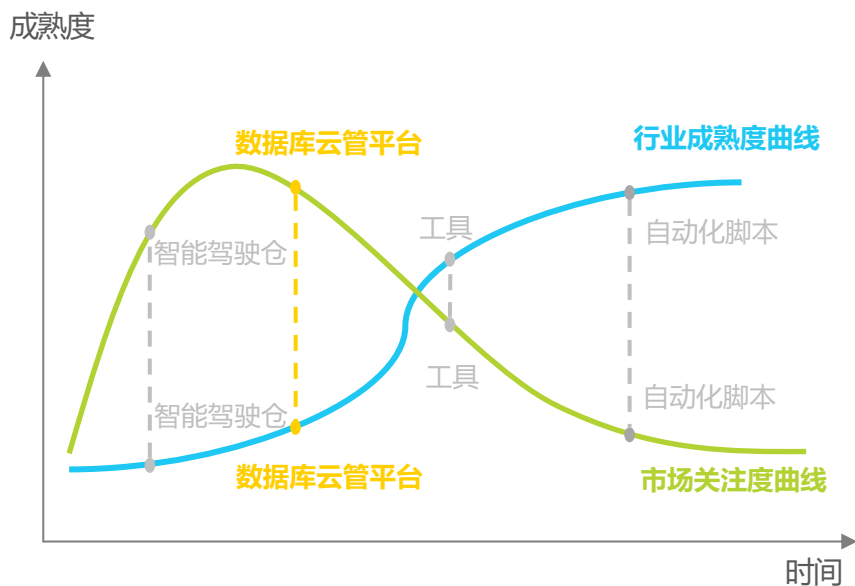 成熟度
数据库云管平台
行业成熟度曲线
工具
自动化脚本
智能驾驶仓
工具
自动化脚本
智能驾驶仓
数据库云管平台
市场关注度曲线
时间